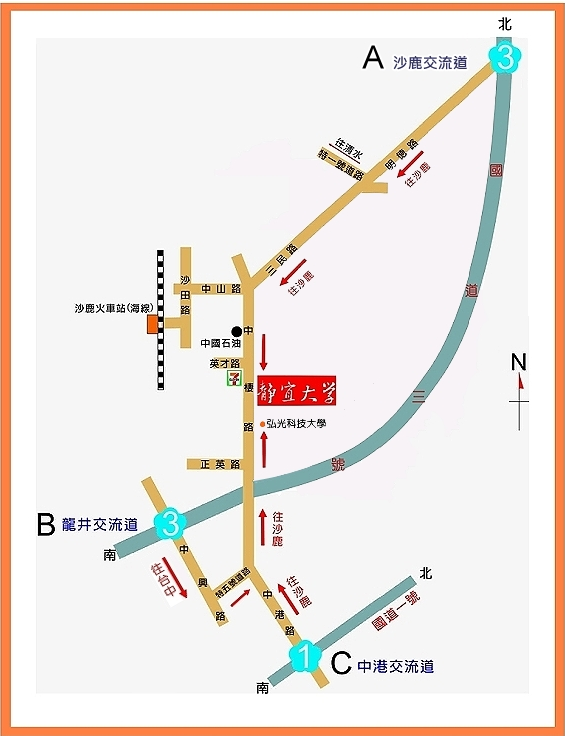 北
A 沙鹿交流道
3
往清水
特一號道路
明德路
往沙鹿
國道三號
三民路
往沙鹿
沙田路
中山路
沙鹿火車站(海線)
中國石油
中棲路
英才路
7
靜宜大學
弘光科技大學
N
正英路
B 龍井交流道
3
南
中興路
往台中
往沙鹿
特五號道路
中港路
往沙鹿
北
國道一號
1
C 中港交流道
南